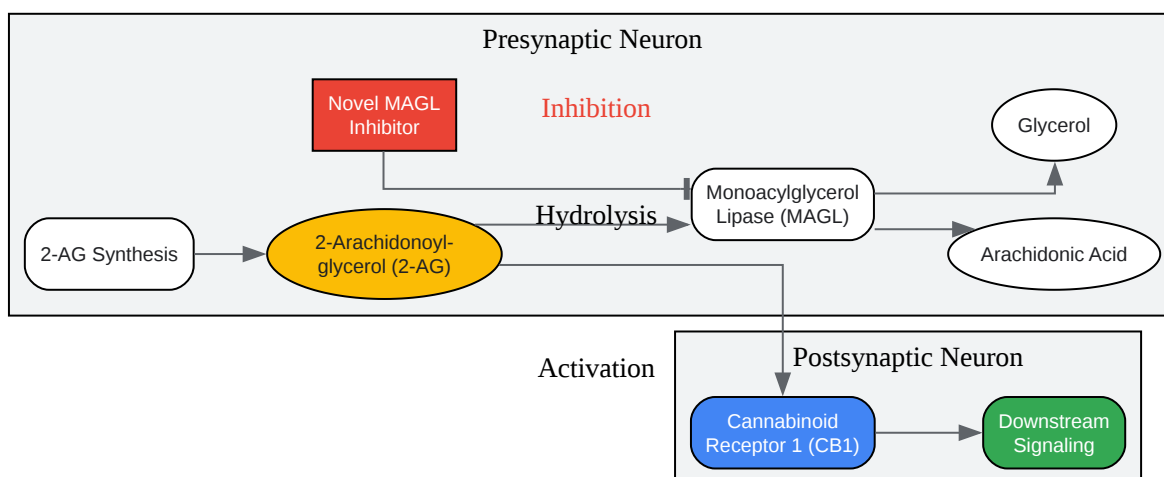 Presynaptic Neuron
Novel MAGL
Inhibitor
Inhibition
Glycerol
Monoacylglycerol
Lipase (MAGL)
Hydrolysis
2-AG Synthesis
2-Arachidonoyl-
glycerol (2-AG)
Arachidonic Acid
Activation
Postsynaptic Neuron
Cannabinoid
Receptor 1 (CB1)
Downstream
Signaling